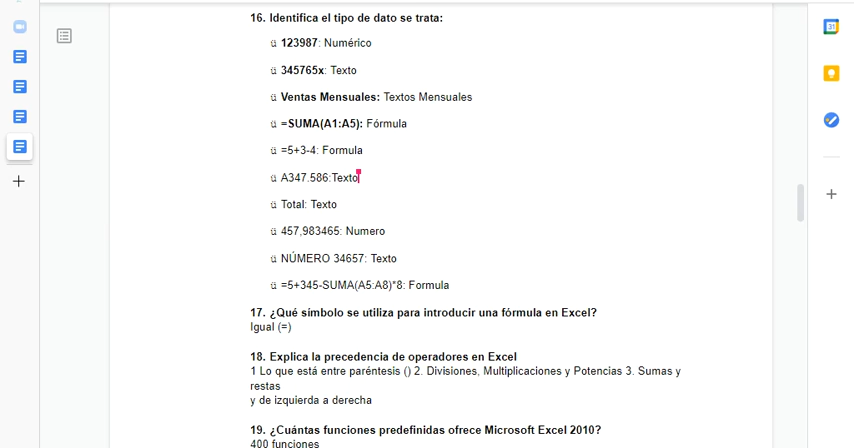 16. Identifica el tipo de dato se trata:
ü 123987: Numérico
ü 345765x: Texto
ü Ventas Mensuales: Textos Mensuales
ü =SUMA(A1:A5): Fórmula
ü =5+3-4: Formula
ü A347.586:Texto
ü Total: Texto
ü 457,983465: Numero
ü NÚMERO 34657: Texto
ü =5+345-SUMA(A5:A8)*8: Formula
17. ¿Qué símbolo se utiliza para introducir una fórmula en Excel?
Igual (=)
18. Explica la precedencia de operadores en Excel
1 Lo que está entre paréntesis () 2. Divisiones, Multiplicaciones y Potencias 3. Sumas y
restas
y de izquierda a derecha
19. ¿Cuántas funciones predefinidas ofrece Microsoft Excel 2010?
400 funciones
31